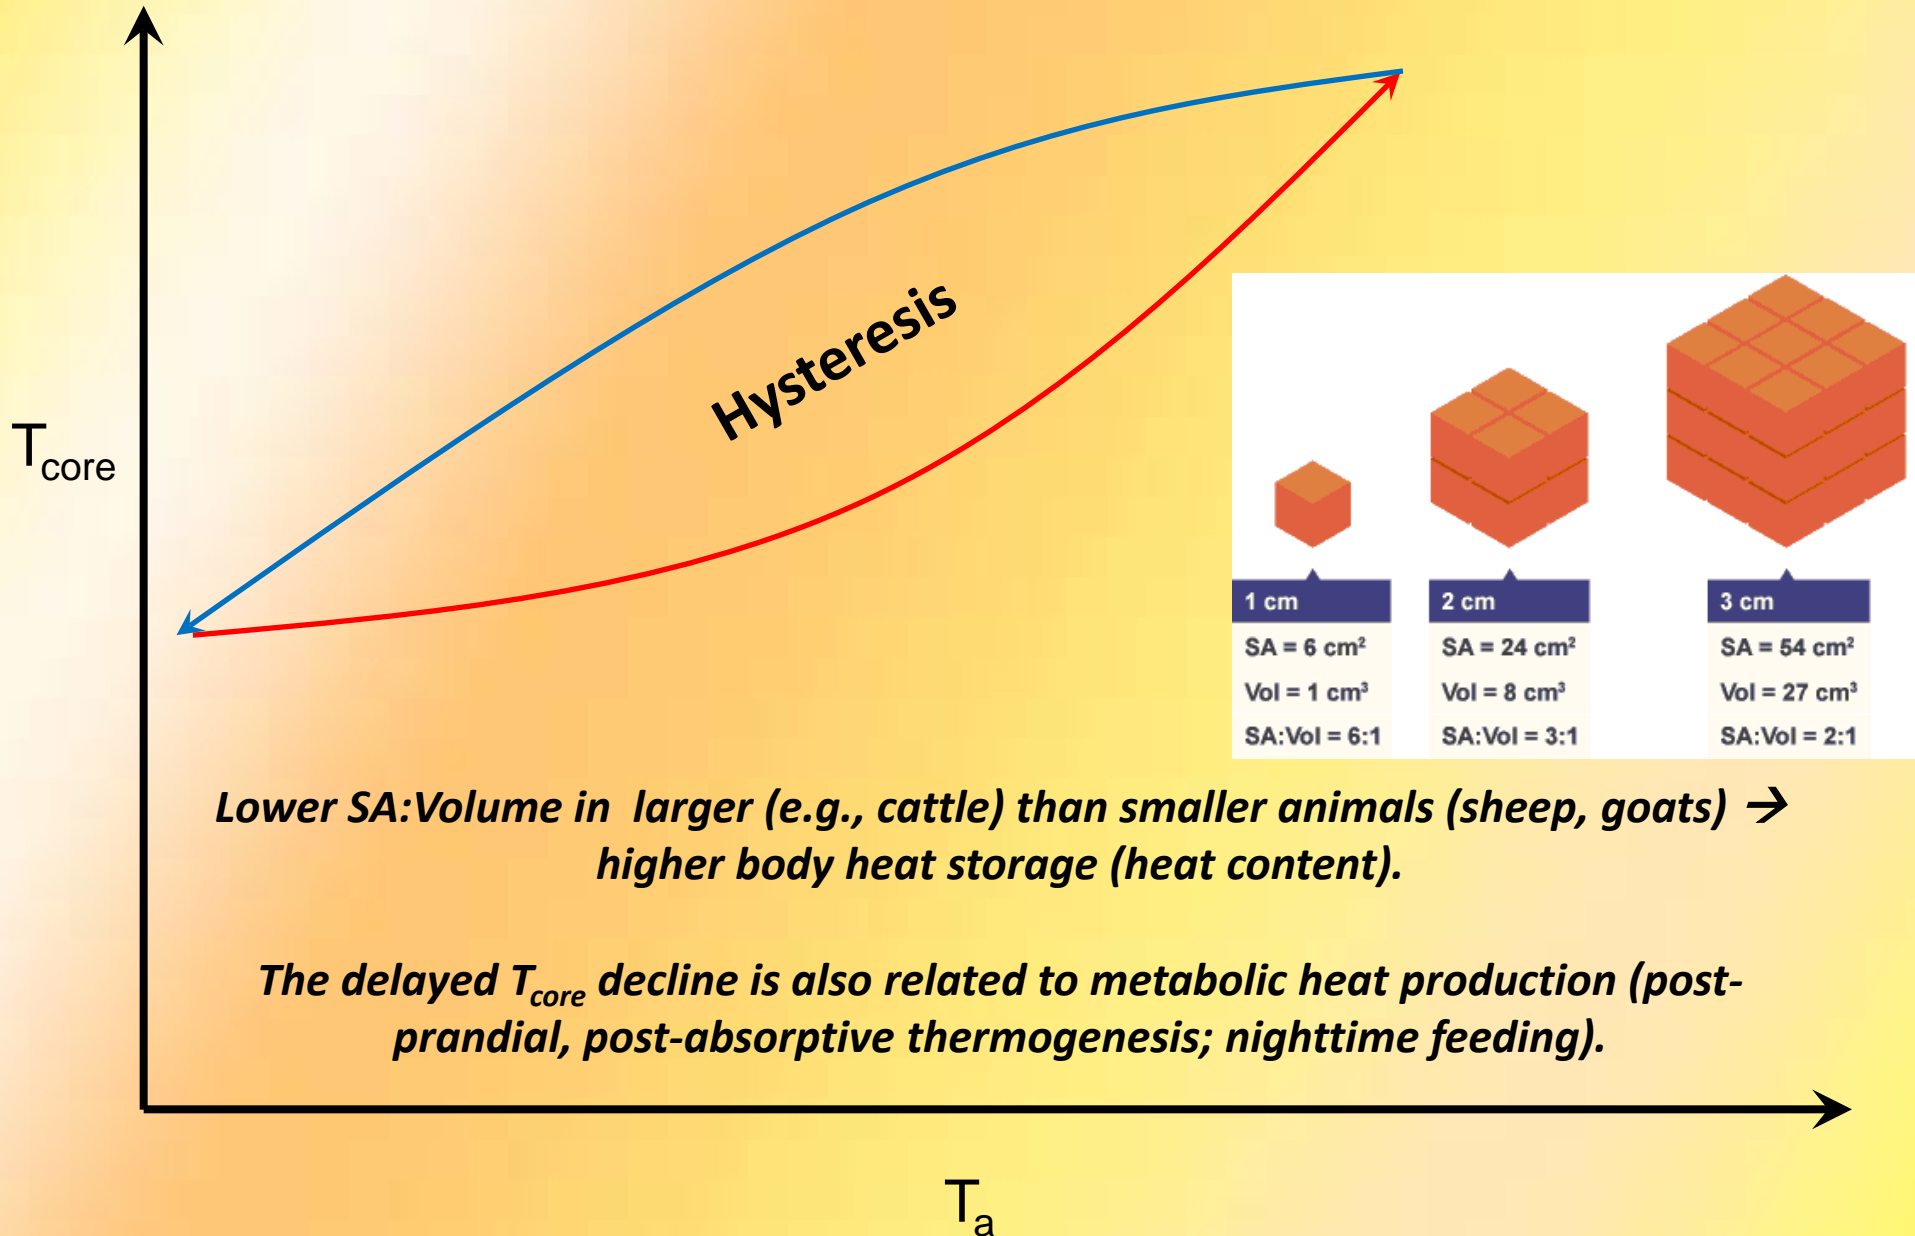 T_core
Hysteresis
1 cm
SA = 6 cm²
Vol = 1 cm³
SA:Vol = 6:1
2 cm
SA = 24 cm²
Vol = 8 cm³
SA:Vol = 3:1
3 cm
SA = 54 cm²
Vol = 27 cm³
SA:Vol = 2:1
Lower SA:Volume in larger (e.g., cattle) than smaller animals (sheep, goats) →
higher body heat storage (heat content).
The delayed T_core decline is also related to metabolic heat production (post-
prandial, post-absorptive thermogenesis; nighttime feeding).
T_a